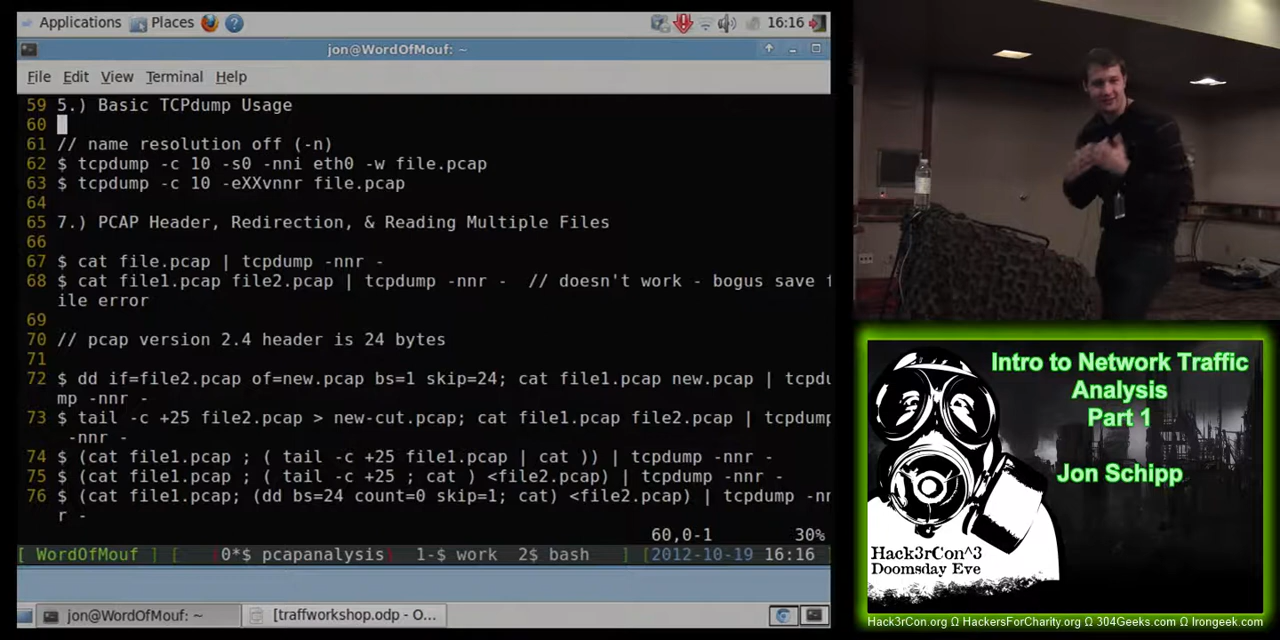 Applications Places 16:16
jon@WordOfMouf: ~
File Edit View Terminal Help
59 5.) Basic TCPdump Usage
60
61 // name resolution off (-n)
62 $ tcpdump -c 10 -s0 -nni eth0 -w file.pcap
63 $ tcpdump -c 10 -eXXvnnr file.pcap
64
65 7.) PCAP Header, Redirection, & Reading Multiple Files
66
67 $ cat file.pcap | tcpdump -nnr -
68 $ cat file1.pcap file2.pcap | tcpdump -nnr - // doesn't work - bogus save f
ile error
69
70 // pcap version 2.4 header is 24 bytes
71
72 $ dd if=file2.pcap of=new.pcap bs=1 skip=24; cat file1.pcap new.pcap | tcpdu
mp -nnr -
73 $ tail -c +25 file2.pcap > new-cut.pcap; cat file1.pcap file2.pcap | tcpdump
-nnr -
74 $ (cat file1.pcap ; ( tail -c +25 file1.pcap | cat )) | tcpdump -nnr -
75 $ (cat file1.pcap ; ( tail -c +25 ; cat ) <file2.pcap) | tcpdump -nnr -
76 $ (cat file1.pcap; (dd bs=24 count=0 skip=1; cat) <file2.pcap) | tcpdump -nn
r -
60,0-1 30%
[ WordOfMouf ] [ (0*$ pcapanalysis) 1-$ work 2$ bash ] [2012-10-19 16:16
jon@WordOfMouf: ~ [traffworkshop.odp - O...
Intro to Network Traffic
Analysis
Part 1
Jon Schipp
Hack3rCon^3
Doomsday Eve
Hack3r.org Ω HackersForCharity.org Ω 304Geeks.com Ω Irongeek.com